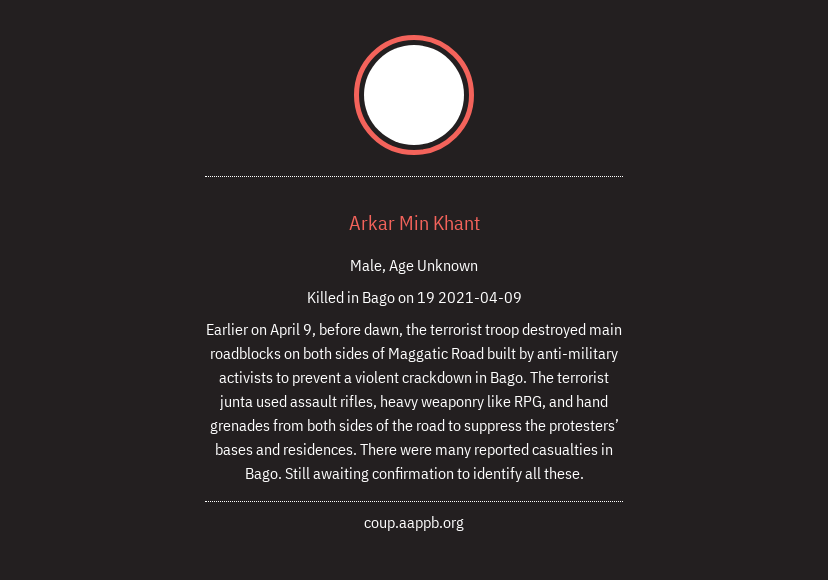 Arkar Min Khant
Male, Age Unknown
Killed in Bago on 19 2021-04-09
Earlier on April 9, before dawn, the terrorist troop destroyed main
roadblocks on both sides of Maggatic Road built by anti-military
activists to prevent a violent crackdown in Bago. The terrorist
junta used assault rifles, heavy weaponry like RPG, and hand
grenades from both sides of the road to suppress the protesters’
bases and residences. There were many reported casualties in
Bago. Still awaiting confirmation to identify all these.
coup.aappb.org